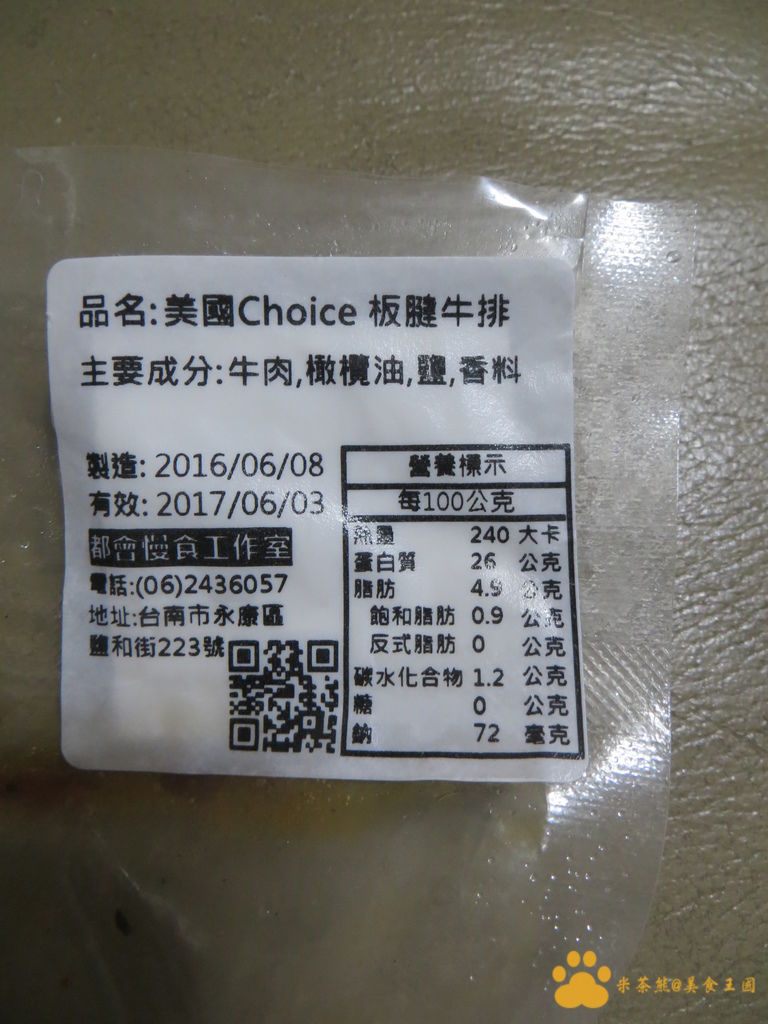 品名:美國Choice 板腱牛排
主要成分:牛肉,橄欖油,鹽,香料
製造: 2016/06/08
有效: 2017/06/03
都會慢食工作室
電話:(06)2436057
地址:台南市永康區
鹽和街223號
營養標示
每100公克
熱量 240 大卡
蛋白質 26 公克
脂肪 4.9 公克
飽和脂肪 0.9 公克
反式脂肪 0 公克
碳水化合物 1.2 公克
糖 0 公克
鈉 72 毫克
米茶熊@美食王國